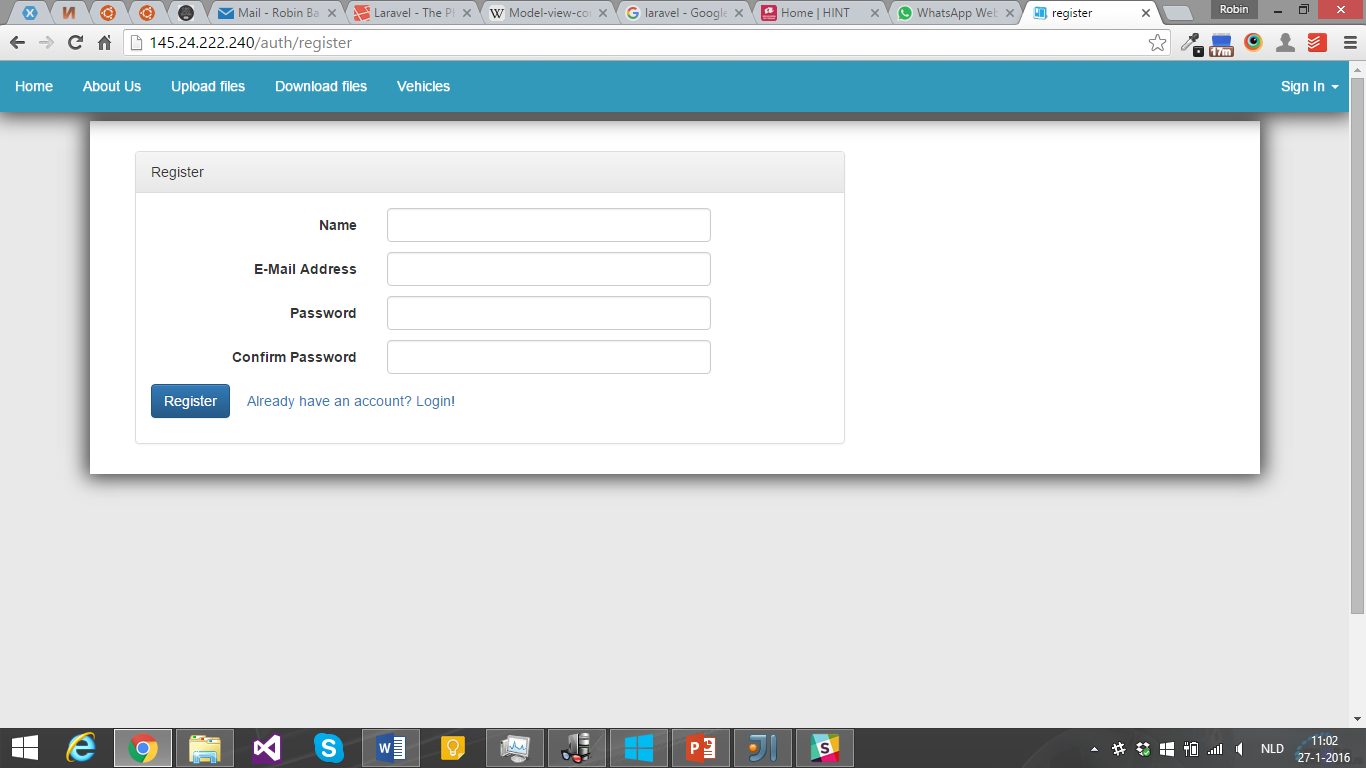 Mail - Robin Ba
Laravel - The P
Model-view-co
laravel - Google
Home | HINT
WhatsApp Web
register
Robin
145.24.222.240/auth/register
17m
Home About Us Upload files Download files Vehicles Sign In
Register
Name
E-Mail Address
Password
Confirm Password
Register Already have an account? Login!
NLD
11:02
27-1-2016